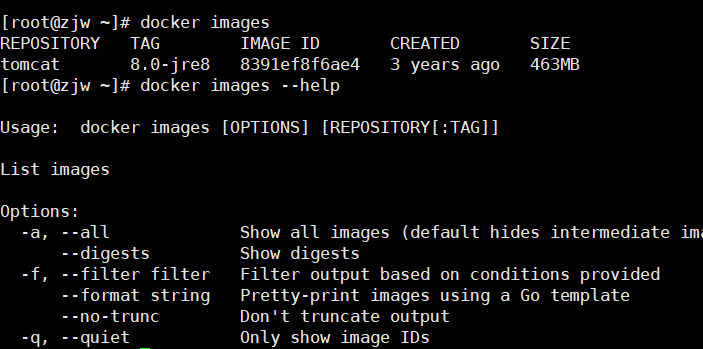 [root@zjw ~]# docker images
REPOSITORY   TAG        IMAGE ID       CREATED       SIZE
tomcat       8.0-jre8   8391ef8f6ae4   3 years ago   463MB
[root@zjw ~]# docker images --help

Usage:  docker images [OPTIONS] [REPOSITORY[:TAG]]

List images

Options:
  -a, --all             Show all images (default hides intermediate
      --digests         Show digests
  -f, --filter filter   Filter output based on conditions provided
      --format string   Pretty-print images using a Go template
      --no-trunc        Don't truncate output
  -q, --quiet           Only show image IDs